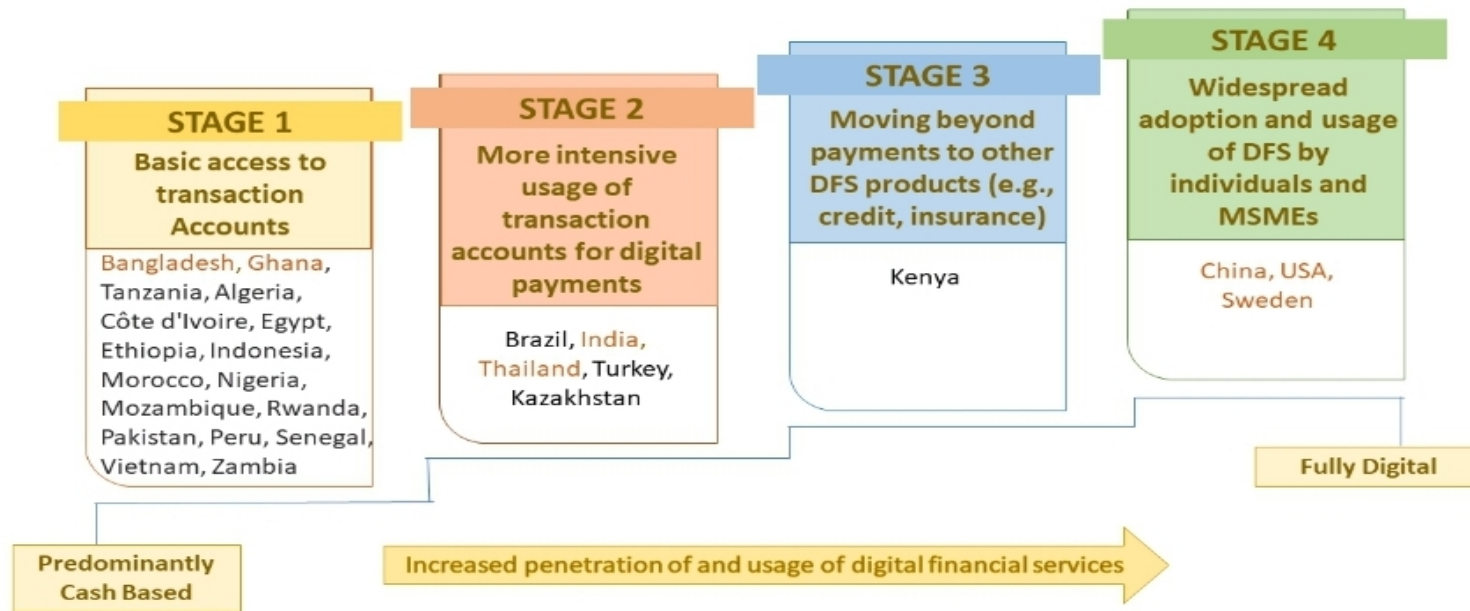 STAGE 1
Basic access to
transaction
Accounts
Bangladesh, Ghana,
Tanzania, Algeria,
Côte d'Ivoire, Egypt,
Ethiopia, Indonesia,
Morocco, Nigeria,
Mozambique, Rwanda,
Pakistan, Peru, Senegal,
Vietnam, Zambia
STAGE 2
More intensive
usage of
transaction
accounts for digital
payments
Brazil, India,
Thailand, Turkey,
Kazakhstan
STAGE 3
Moving beyond
payments to other
DFS products (e.g.,
credit, insurance)
Kenya
STAGE 4
Widespread
adoption and usage
of DFS by
individuals and
MSMEs
China, USA,
Sweden
Fully Digital
Predominantly
Cash Based
Increased penetration of and usage of digital financial services